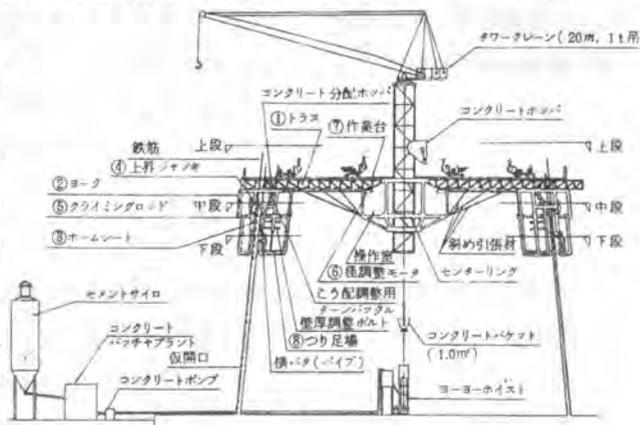 タワークレーン(20m, 1t吊
コンクリート分配ホッパ
コンクリートホッパ
①トラス
⑦作業台
鉄筋
上段
上段
④上昇ジャッキ
②ヨーク
⑤クライミングロッド
中段
中段
③ホームシート
下段
下段
操作室
斜め引張材
⑥径調整モータ
センターリング
こう配調整用
ターンバックル
セメントサイロ
壁厚調整ボルト
コンクリート
バッチャプラント
⑧つり足場
コンクリートバケット
(1.0㎥)
仮開口
横バタ(パイプ)
コンクリートポンプ
ヨーヨーホイスト